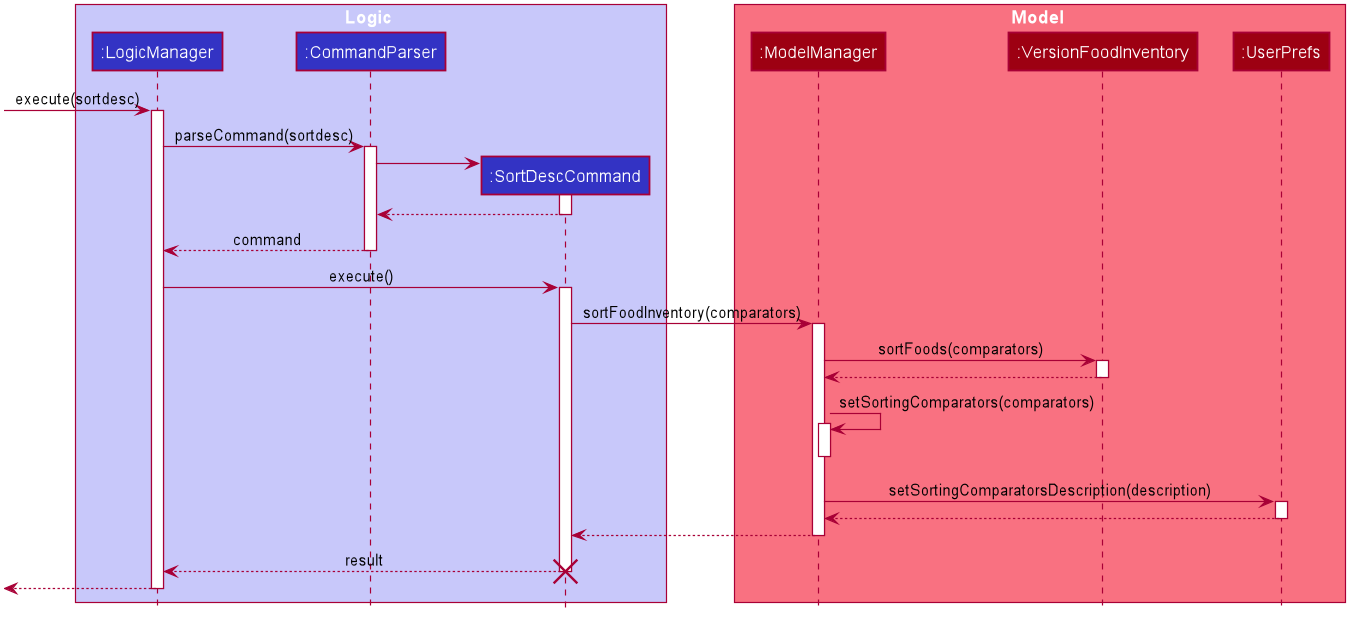 Logic
Model
:LogicManager
:CommandParser
:ModelManager
:VersionFoodInventory
:UserPrefs
execute(sortdesc)
parseCommand(sortdesc)
:SortDescCommand
command
execute()
sortFoodInventory(comparators)
sortFoods(comparators)
setSortingComparators(comparators)
setSortingComparatorsDescription(description)
result